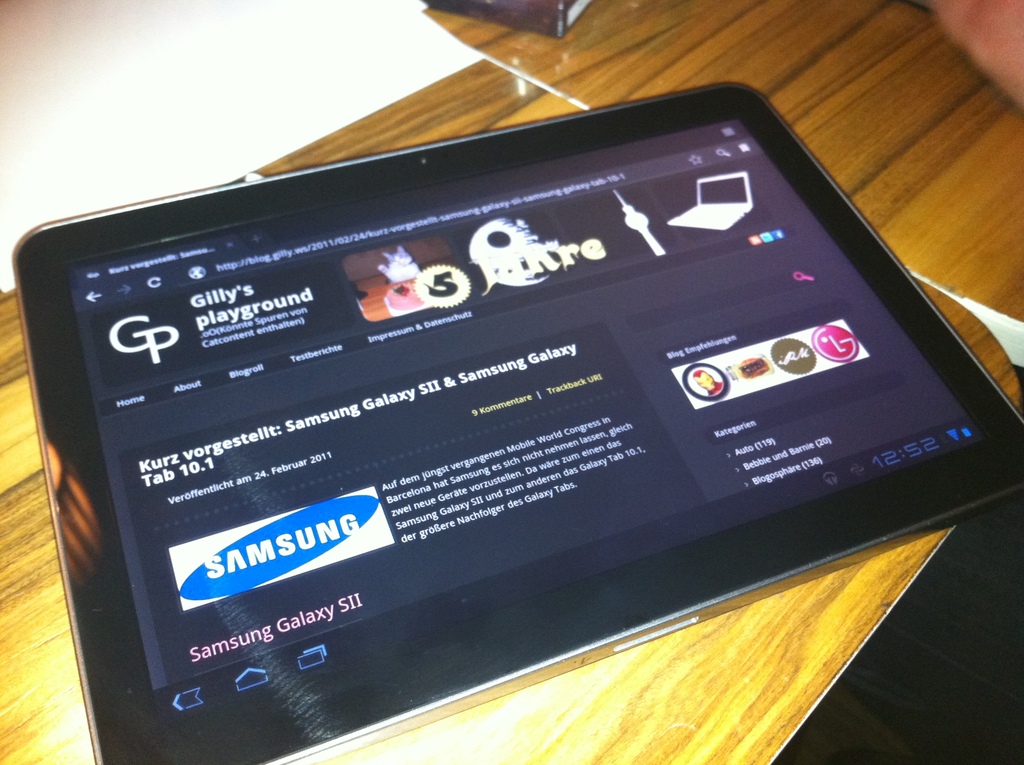 Kurz vorgestellt: Samsu...
http://blog.gilly.ws/2011/02/24/kurz-vorgestellt-samsung-galaxy-sii-samsung-galaxy-tab-10-1
GP
Gilly's
playground
.oO(Könnte Spuren von
Catcontent enthalten)
5 Jahre
Home About Blogroll Testberichte Impressum & Datenschutz
Kurz vorgestellt: Samsung Galaxy SII & Samsung Galaxy
Tab 10.1
9 Kommentare | Trackback URI
Veröffentlicht am 24. Februar 2011
SAMSUNG
Auf dem jüngst vergangenen Mobile World Congress in
Barcelona hat Samsung es sich nicht nehmen lassen, gleich
zwei neue Geräte vorzustellen. Da wäre zum einen das
Samsung Galaxy SII und zum anderen das Galaxy Tab 10.1,
der größere Nachfolger des Galaxy Tabs.
Samsung Galaxy SII
Blog Empfehlungen
LG
Kategorien
Auto (119)
Bebbie und Barnie (20)
Blogosphäre (136)
12:52